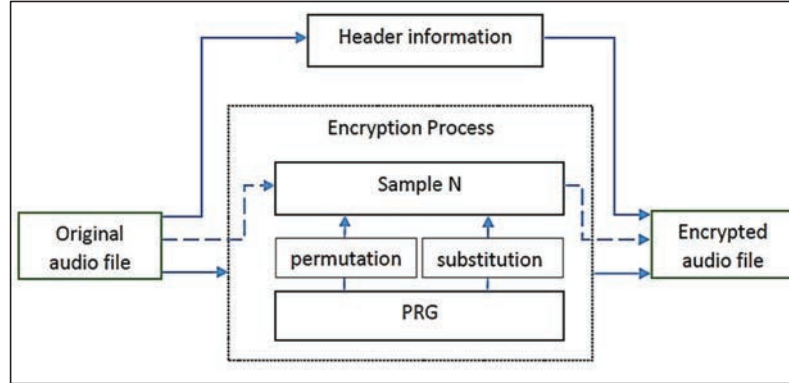 Header information
Encryption Process
Sample N
Original
audio file
permutation
substitution
Encrypted
audio file
PRG